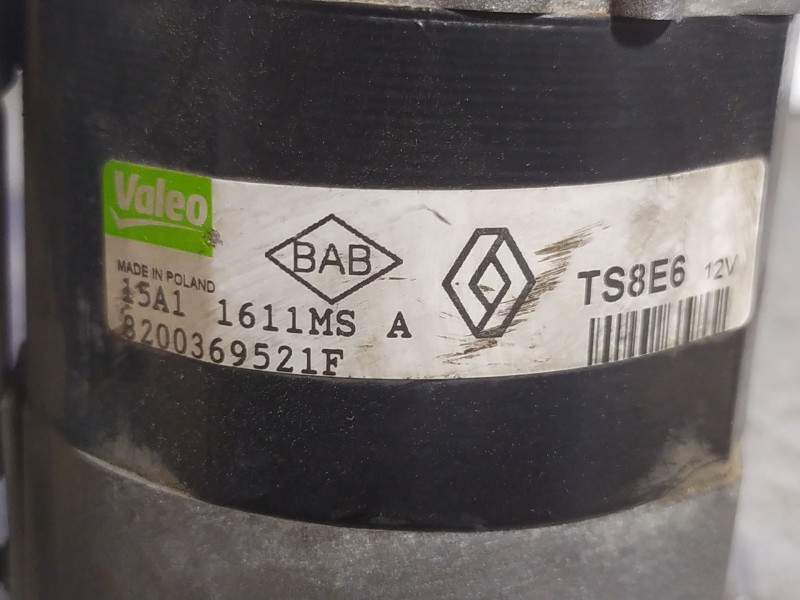 Valeo
BAB
TS8E6 12V
MADE IN POLAND
15A1 1611MS A
8200369521F